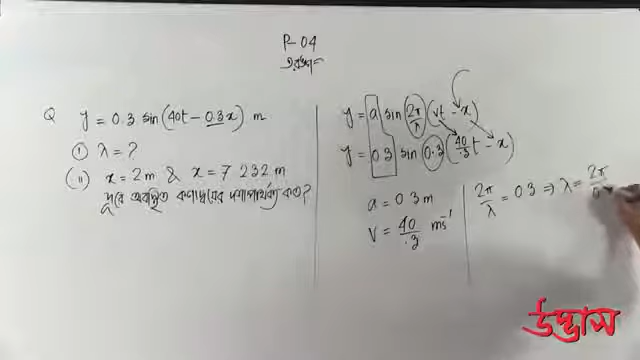 P-04
তরঙ্গ
Q y = 0.3 sin(40t - 0.3x) m
(i) λ = ?
(ii) x = 2m & x = 7 232 m
দূরে অবস্থিত কণাদ্বয়ের দশাপার্থক্য কত?
y = a sin 2π/λ (vt - x)
y = 0 3 sin 0.3 (40/.3 t - x)
a = 0 3 m
v = 40/.3 ms⁻¹
2π/λ = 0 3 ⇒ λ = 2π
উদ্ভাস